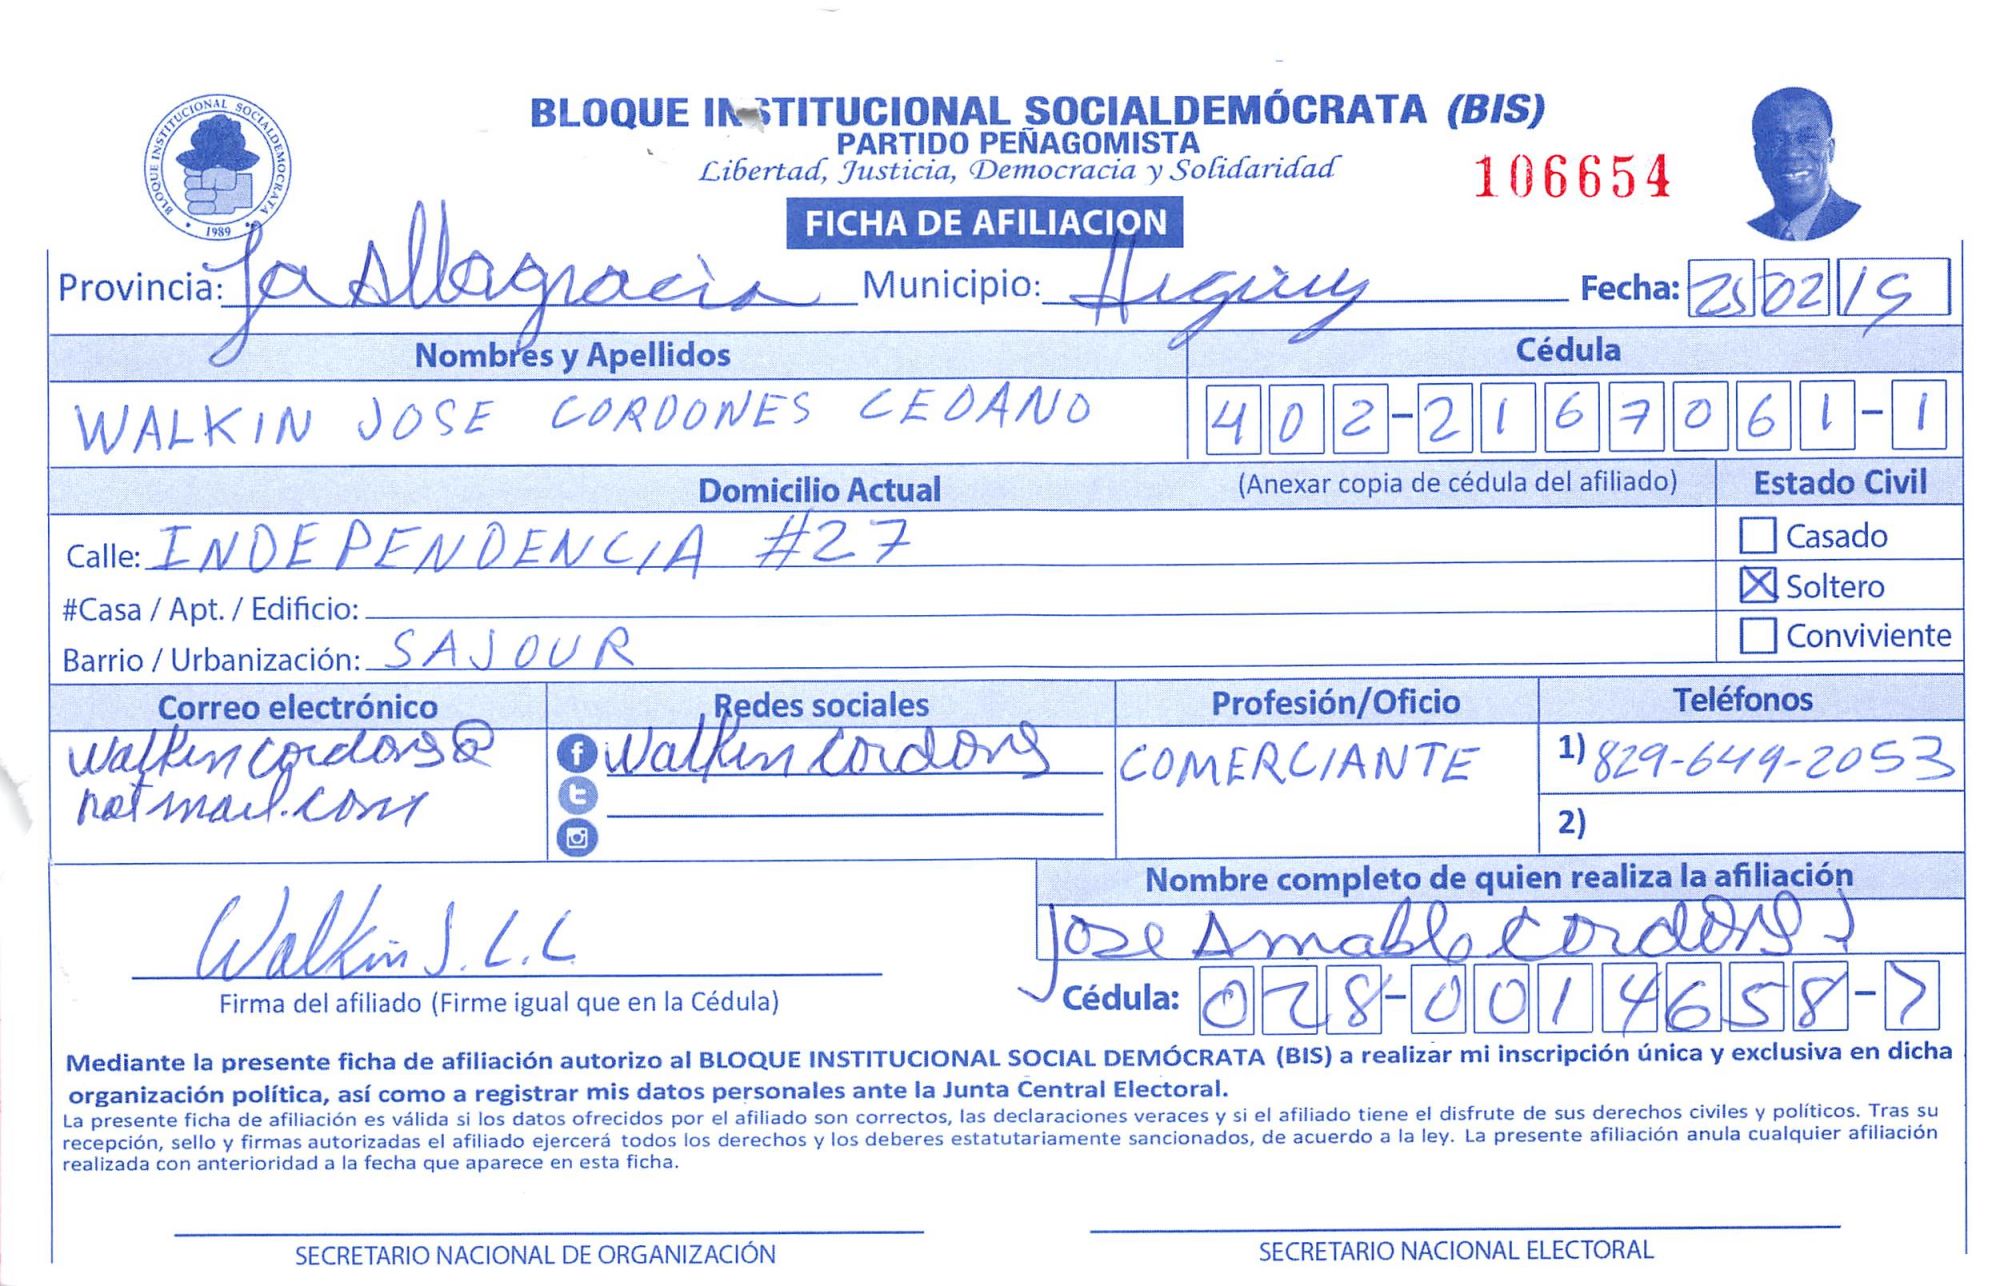 BLOQUE INSTITUCIONAL SOCIALDEMOCRATA
1989
BLOQUE INSTITUCIONAL SOCIALDEMÓCRATA (BIS)
PARTIDO PEÑAGOMISTA
Libertad, Justicia, Democracia y Solidaridad
106654
FICHA DE AFILIACION
Provincia: La Altagracia Municipio: Higüey Fecha: 25 02 19
Nombres y Apellidos Cédula
WALKIN JOSE CORDONES CEDANO 402-2167061-1
Domicilio Actual (Anexar copia de cédula del afiliado) Estado Civil
Calle: INDEPENDENCIA #27 Casado
#Casa / Apt. / Edificio: Soltero
Barrio / Urbanización: SAJOUR Conviviente
Correo electrónico Redes sociales Profesión/Oficio Teléfonos
walkincordons@ walkin cordons COMERCIANTE 1) 829-649-2053
hotmail.com 2)
Nombre completo de quien realiza la afiliación
Walkin J. C. C. Jose Amable Cordones
Firma del afiliado (Firme igual que en la Cédula) Cédula: 028-0014658-7
Mediante la presente ficha de afiliación autorizo al BLOQUE INSTITUCIONAL SOCIAL DEMÓCRATA (BIS) a realizar mi inscripción única y exclusiva en dicha
organización política, así como a registrar mis datos personales ante la Junta Central Electoral.
La presente ficha de afiliación es válida si los datos ofrecidos por el afiliado son correctos, las declaraciones veraces y si el afiliado tiene el disfrute de sus derechos civiles y políticos. Tras su
recepción, sello y firmas autorizadas el afiliado ejercerá todos los derechos y los deberes estatutariamente sancionados, de acuerdo a la ley. La presente afiliación anula cualquier afiliación
realizada con anterioridad a la fecha que aparece en esta ficha.
SECRETARIO NACIONAL DE ORGANIZACIÓN SECRETARIO NACIONAL ELECTORAL